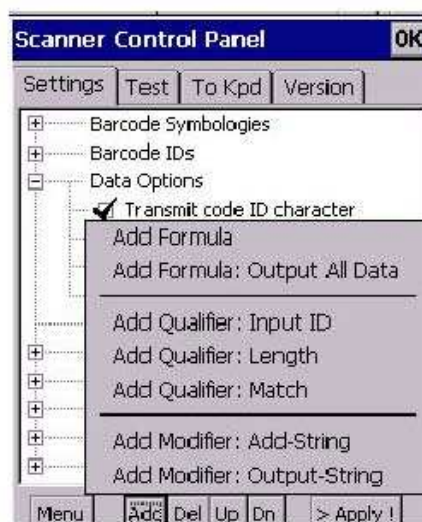 Scanner Control Panel OK
Settings Test To Kpd Version
Barcode Symbologies
Barcode IDs
Data Options
Transmit code ID character
Add Formula
Add Formula: Output All Data
Add Qualifier: Input ID
Add Qualifier: Length
Add Qualifier: Match
Add Modifier: Add-String
Add Modifier: Output-String
Menu Add Del Up Dn > Apply !